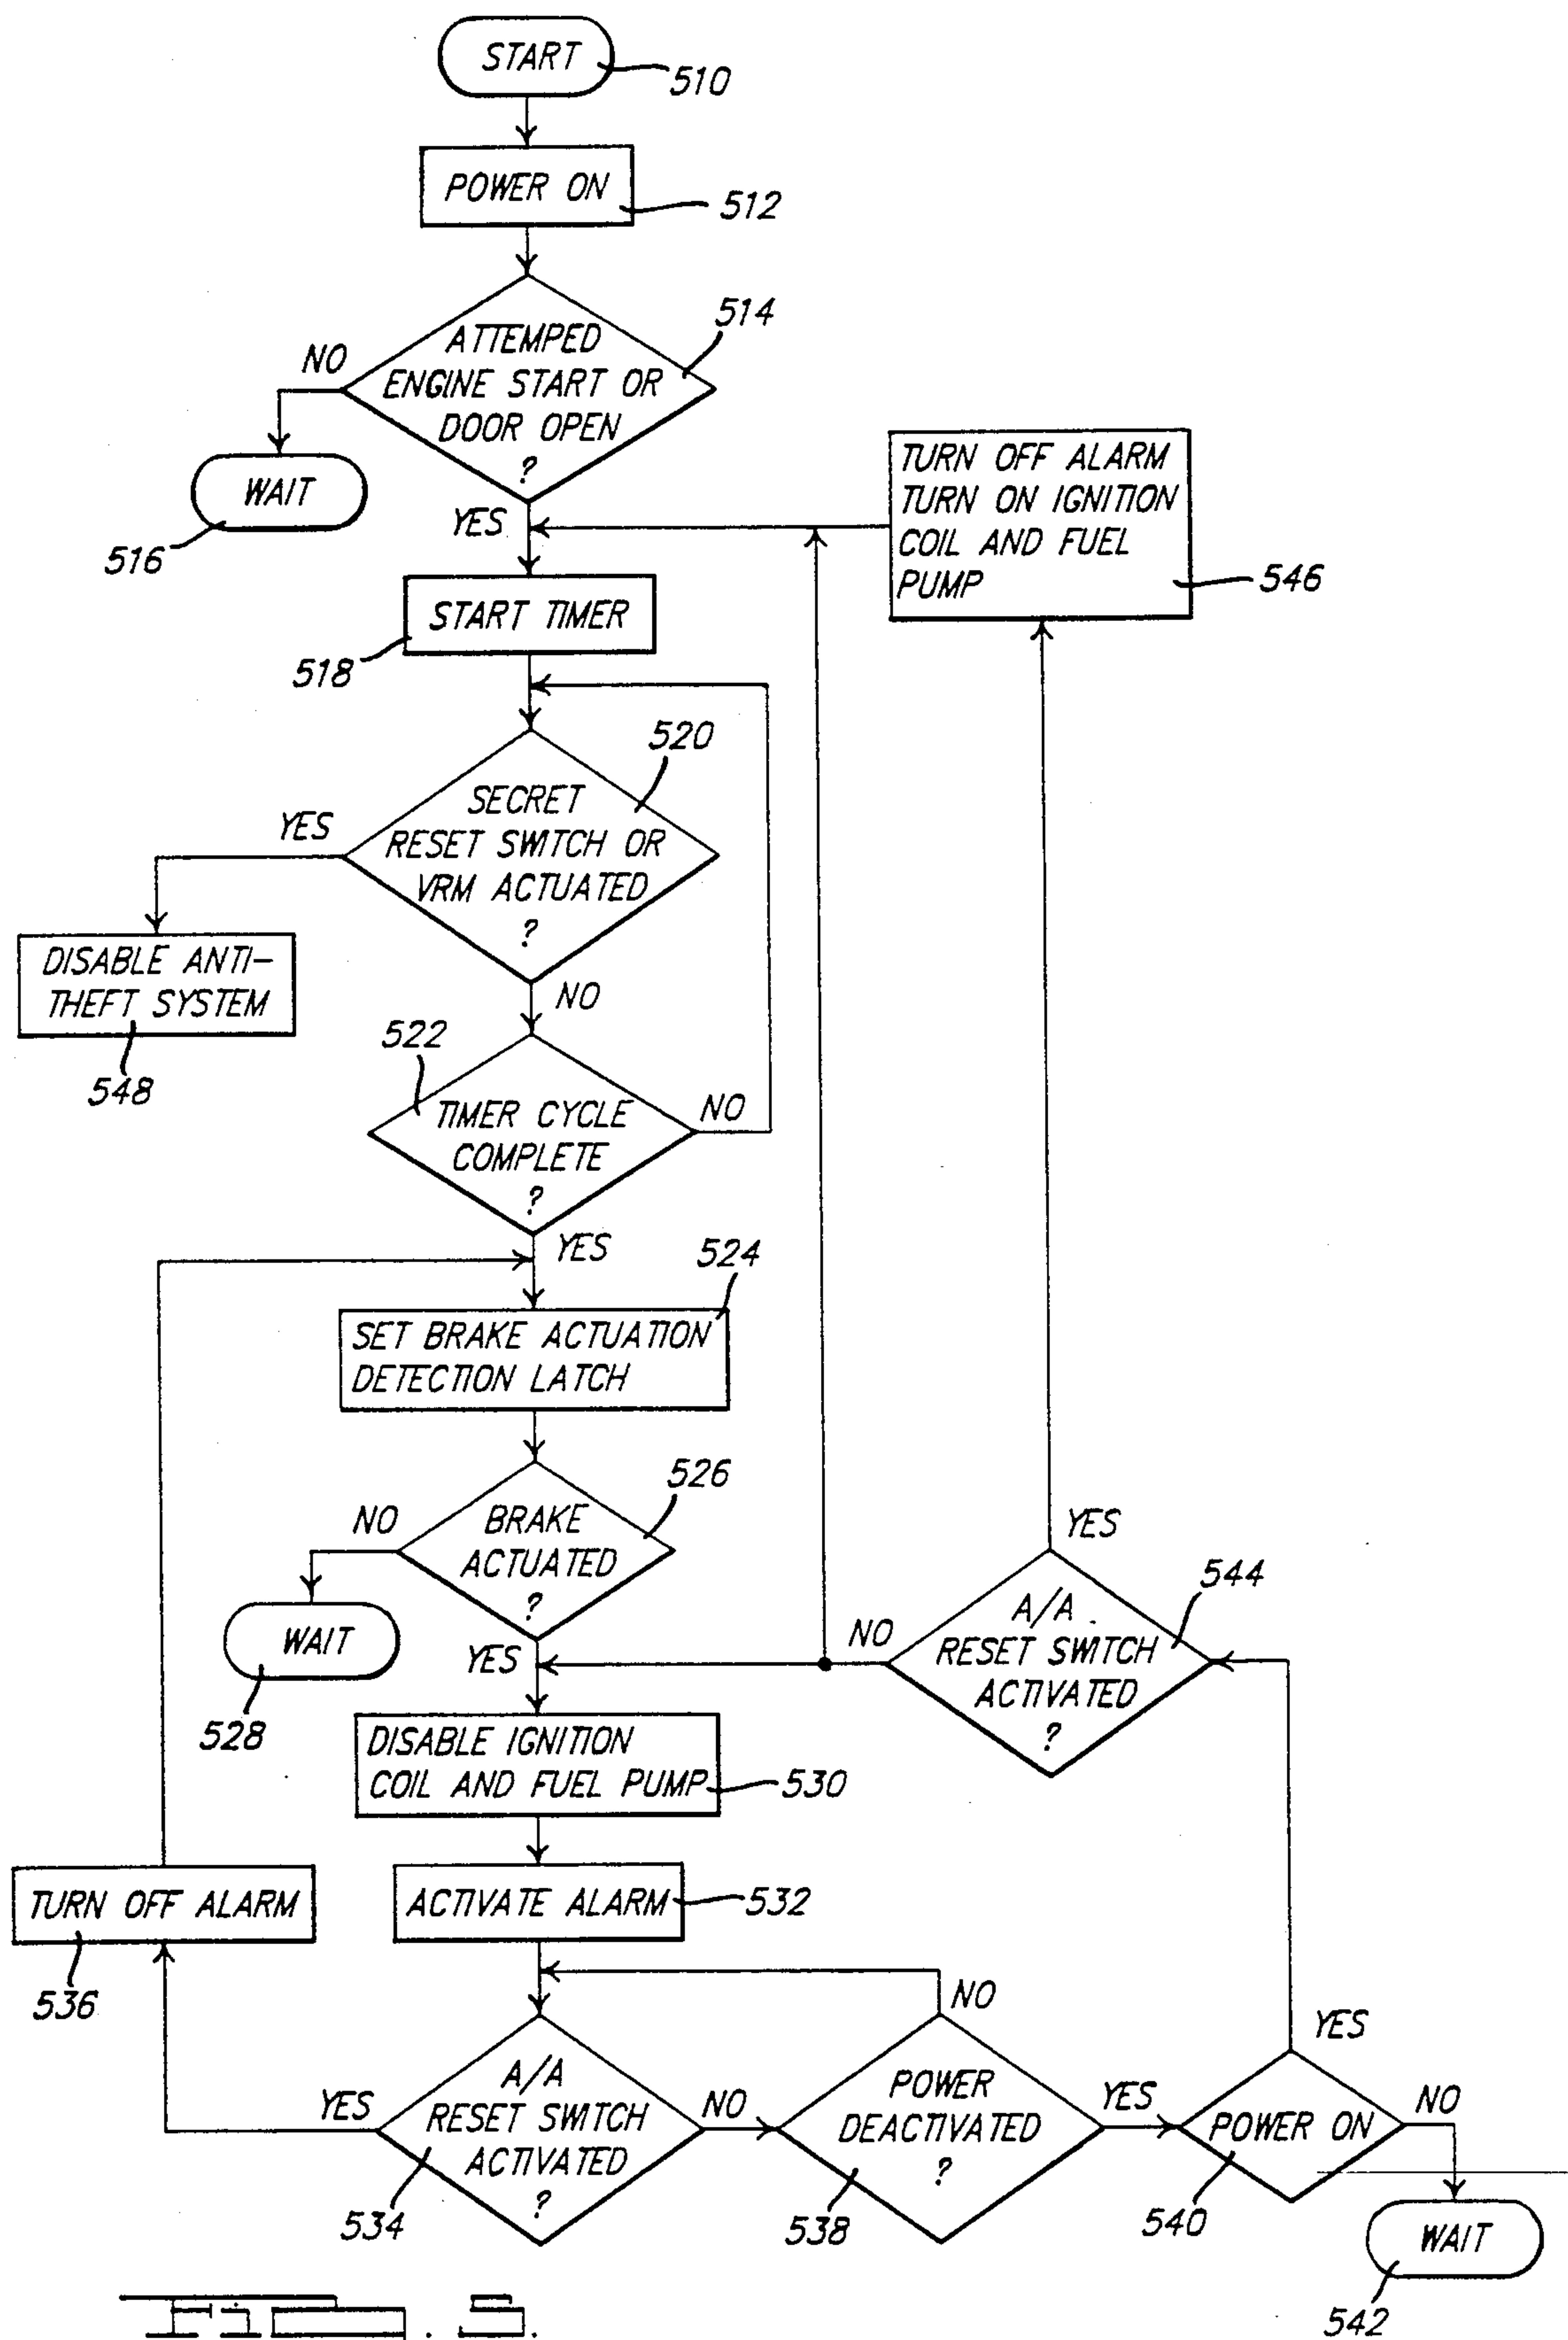 START
510
POWER ON
512
514
ATTEMPED
ENGINE START OR
DOOR OPEN
?
NO
WAIT
516
YES
TURN OFF ALARM
TURN ON IGNITION
COIL AND FUEL
PUMP
546
START TIMER
518
520
SECRET
RESET SWITCH OR
VRM ACTUATED
?
YES
DISABLE ANTI-
THEFT SYSTEM
548
NO
522
TIMER CYCLE
COMPLETE
?
NO
YES
524
SET BRAKE ACTUATION
DETECTION LATCH
526
BRAKE
ACTUATED
?
NO
WAIT
528
YES
YES
544
A/A
RESET SWITCH
ACTIVATED
?
NO
DISABLE IGNITION
COIL AND FUEL PUMP
530
TURN OFF ALARM
536
ACTIVATE ALARM
532
A/A
RESET SWITCH
ACTIVATED
?
534
YES
NO
POWER
DEACTIVATED
?
538
NO
YES
POWER ON
540
YES
NO
WAIT
542